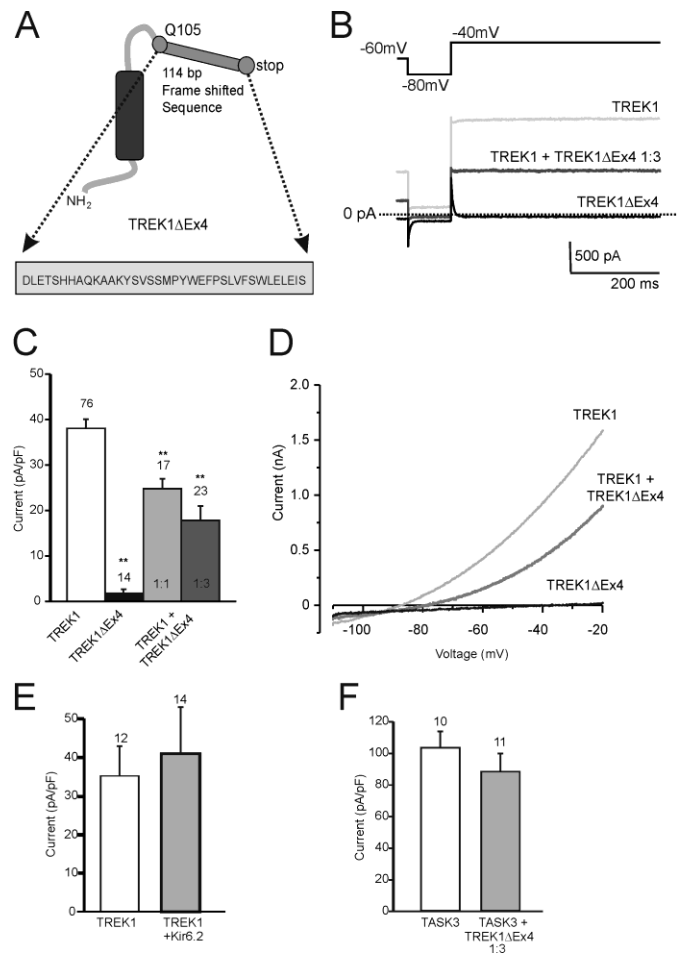 A
Q105
stop
114 bp
Frame shifted
Sequence
NH2
TREK1ΔEx4
DLETSHHAQKAAKYSVSSMPYWEFPSLVFSWLELEIS
B
-60mV
-40mV
-80mV
TREK1
TREK1 + TREK1ΔEx4 1:3
TREK1ΔEx4
0 pA
500 pA
200 ms
C
Current (pA/pF)
50
40
30
20
10
0
76
**
14
**
17
**
23
1:1
1:3
TREK1
TREK1ΔEx4
TREK1 +
TREK1ΔEx4
D
Current (nA)
2.0
1.5
1.0
0.5
0
TREK1
TREK1 +
TREK1ΔEx4
TREK1ΔEx4
-100
-80
-60
-40
-20
Voltage (mV)
E
Current (pA/pF)
50
40
30
20
10
0
12
14
TREK1
TREK1
+Kir6.2
F
Current (pA/pF)
120
100
80
60
40
20
0
10
11
TASK3
TASK3 +
TREK1ΔEx4
1:3